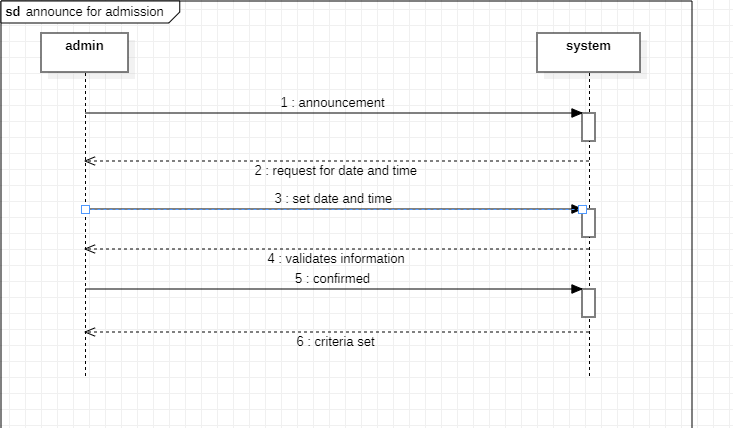 sd announce for admission
admin
system
1 : announcement
2 : request for date and time
3 : set date and time
4 : validates information
5 : confirmed
6 : criteria set